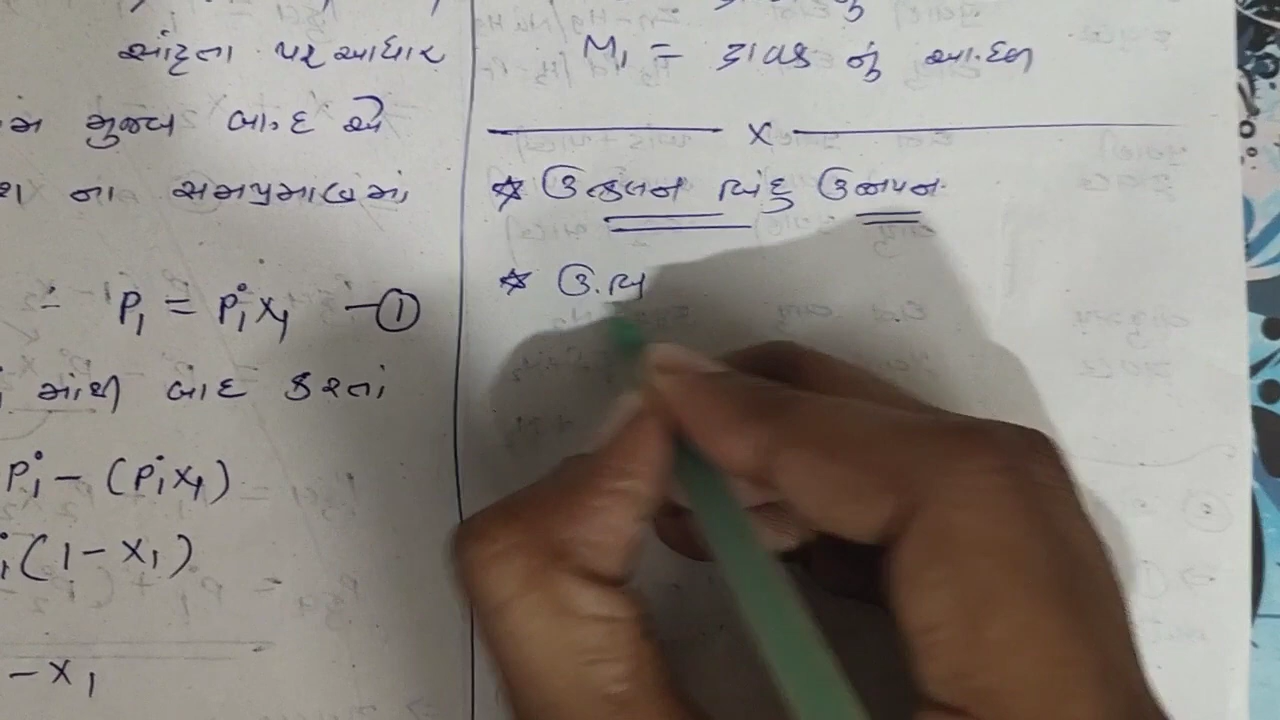 સાંદ્રતા પર આધાર
મુજબ બાદ એ
ના સમપ્રમાણમાં
P₁ = P₁°X₁ —①
માંથી બાદ કરતાં
P₁° − (P₁°X₁)
(1 − X₁)
− X₁
M₁ = દ્રાવક નું આ.દળ
x
☆ ઉત્કલન બિંદુ ઉન્નયન
☆ ઉ.બિ